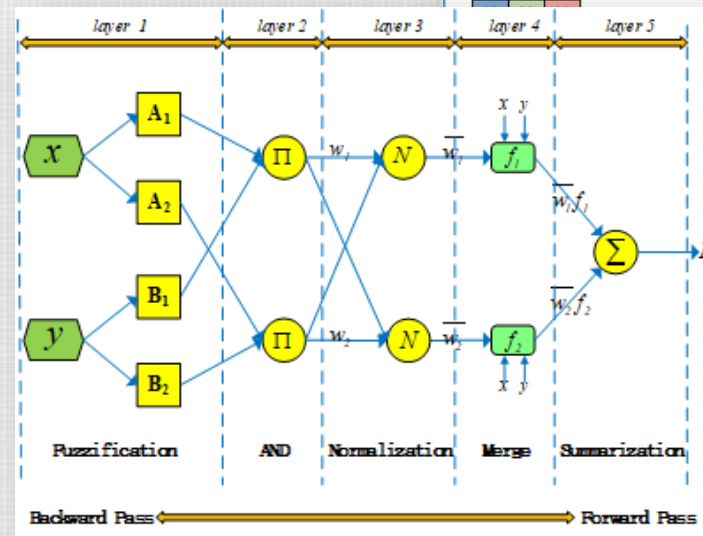 layer 1 layer 2 layer 3 layer 4 layer 5
x y
A₁
x Π w₁ N w̅₁ f₁
A₂ w̅₁f₁
Σ
B₁ w̅₂f₂
y Π w₂ N w̅₂ f₂
B₂ x y
Fuzzification AND Normalization Merge Summarization
Backward Pass Forward Pass